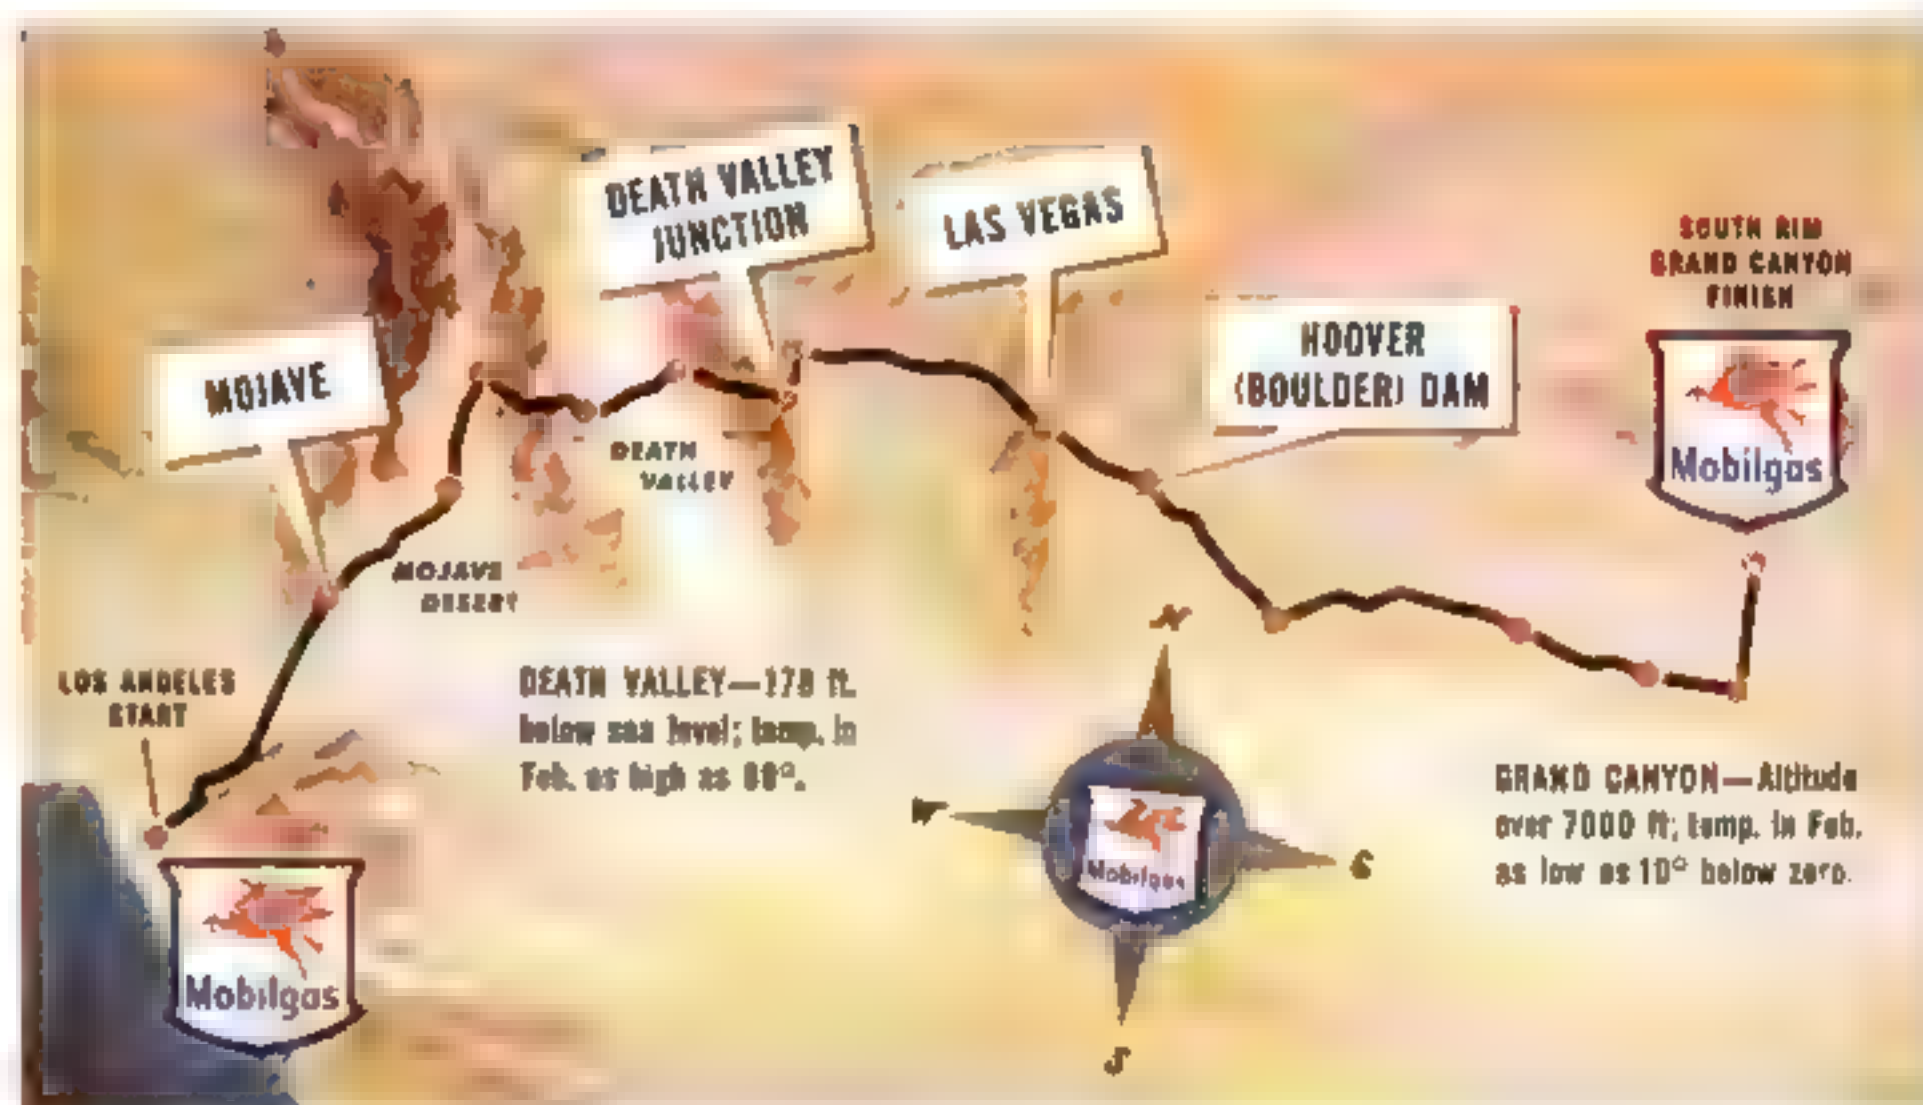 DEATH VALLEY
JUNCTION
LAS VEGAS
SOUTH RIM
GRAND CANYON
FINISH
HOOVER
(BOULDER) DAM
MOJAVE
Mobilgas
DEATH
VALLEY
MOJAVE
DESERT
N
LOS ANGELES
START
DEATH VALLEY—178 ft.
below sea level; temp. in
Feb. as high as
W
E
S
Mobilgas
GRAND CANYON—Altitude
over 7000 ft; temp. in Feb.
as low as 10° below zero.
Mobilgas